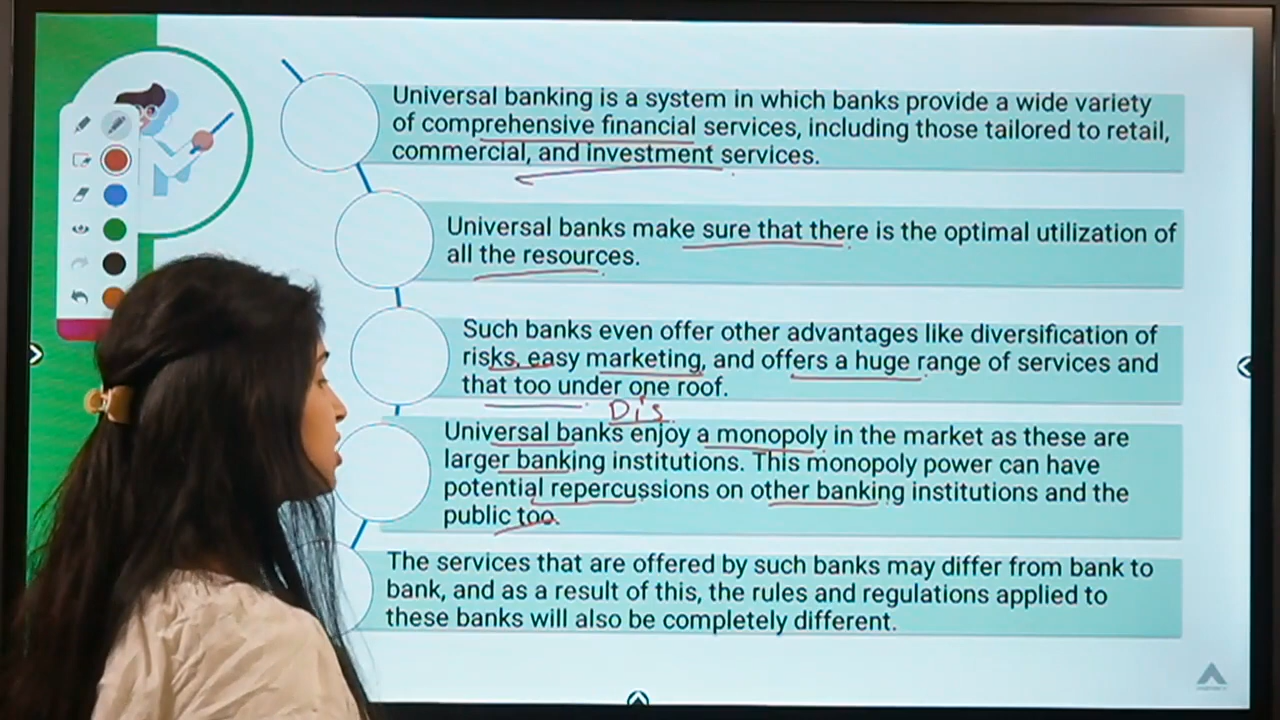 Universal banking is a system in which banks provide a wide variety
of comprehensive financial services, including those tailored to retail,
commercial, and investment services.
Universal banks make sure that there is the optimal utilization of
all the resources.
Such banks even offer other advantages like diversification of
risks, easy marketing, and offers a huge range of services and
that too under one roof.
Dis
Universal banks enjoy a monopoly in the market as these are
larger banking institutions. This monopoly power can have
potential repercussions on other banking institutions and the
public too.
The services that are offered by such banks may differ from bank to
bank, and as a result of this, the rules and regulations applied to
these banks will also be completely different.